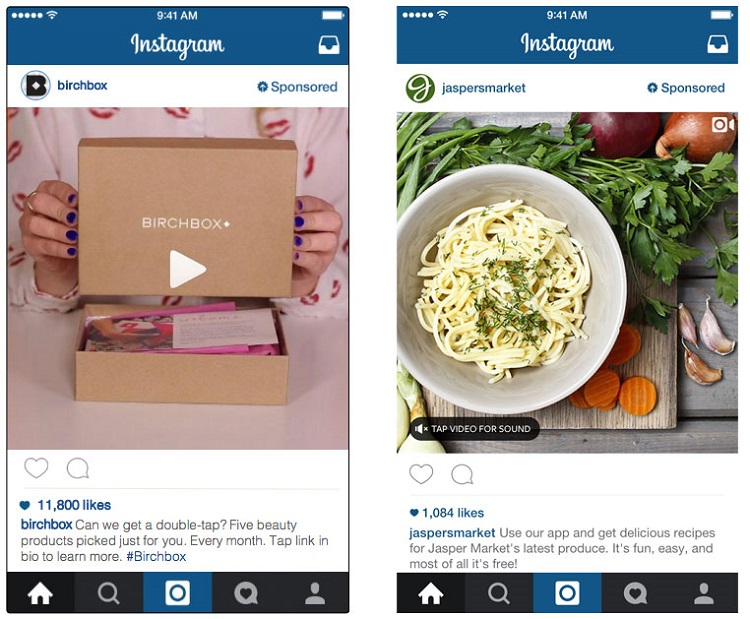 9:41 AM
Instagram
birchbox
Sponsored
BIRCHBOX
11,800 likes
birchbox Can we get a double-tap? Five beauty
products picked just for you. Every month. Tap link in
bio to learn more. #Birchbox
9:41 AM
Instagram
jaspersmarket
Sponsored
TAP VIDEO FOR SOUND
1,084 likes
jaspersmarket Use our app and get delicious recipes
for Jasper Market's latest produce. It's fun, easy, and
most of all it's free!